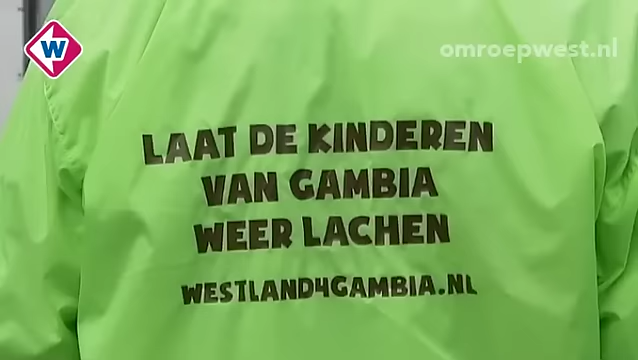 W
omroepwest.nl
LAAT DE KINDEREN
VAN GAMBIA
WEER LACHEN
WESTLAND4GAMBIA.NL